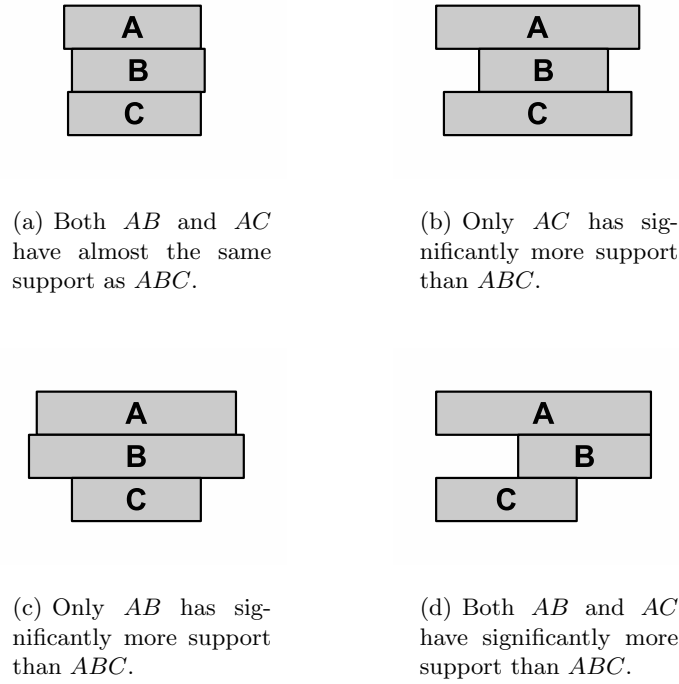 A
B
C
A
B
C
(a) Both AB and AC
have almost the same
support as ABC.
(b) Only AC has sig-
nificantly more support
than ABC.
A
B
C
A
B
C
(c) Only AB has sig-
nificantly more support
than ABC.
(d) Both AB and AC
have significantly more
support than ABC.